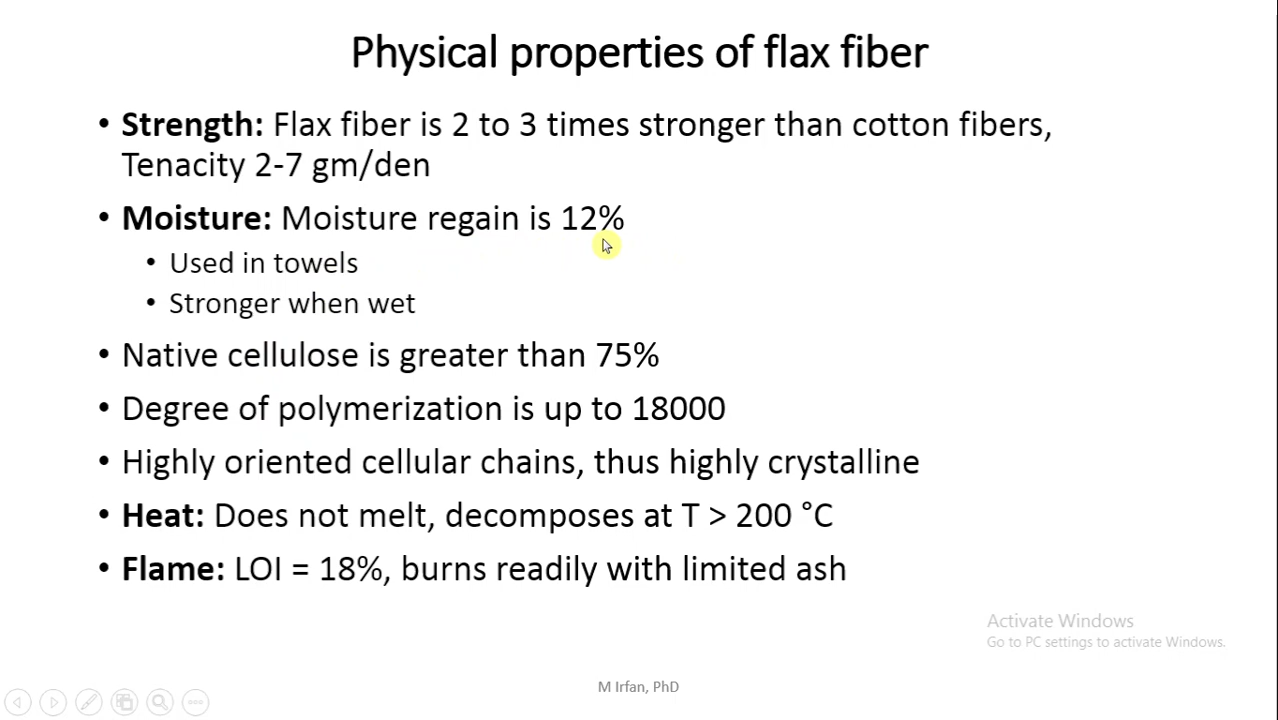 Physical properties of flax fiber
• Strength: Flax fiber is 2 to 3 times stronger than cotton fibers,
Tenacity 2-7 gm/den
• Moisture: Moisture regain is 12%
• Used in towels
• Stronger when wet
• Native cellulose is greater than 75%
• Degree of polymerization is up to 18000
• Highly oriented cellular chains, thus highly crystalline
• Heat: Does not melt, decomposes at T > 200 °C
• Flame: LOI = 18%, burns readily with limited ash
Activate Windows
Go to PC settings to activate Windows.
M Irfan, PhD